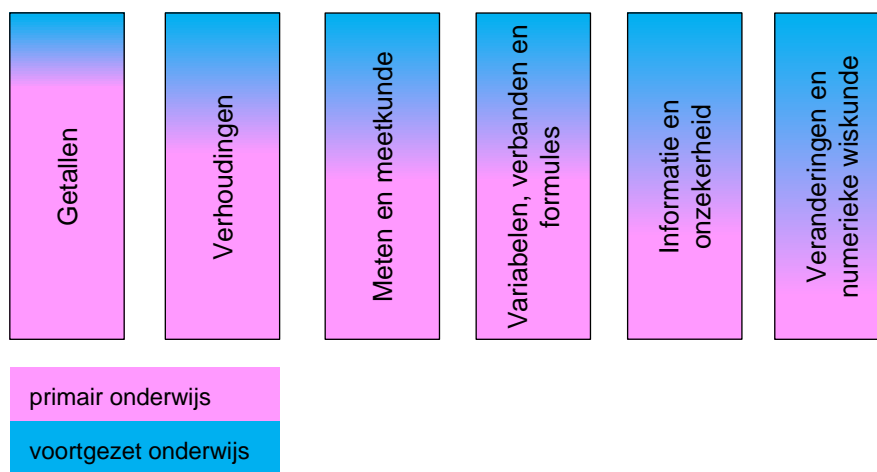 Getallen
Verhoudingen
Meten en meetkunde
Variabelen, verbanden en
formules
Informatie en
onzekerheid
Veranderingen en
numerieke wiskunde
primair onderwijs
voortgezet onderwijs